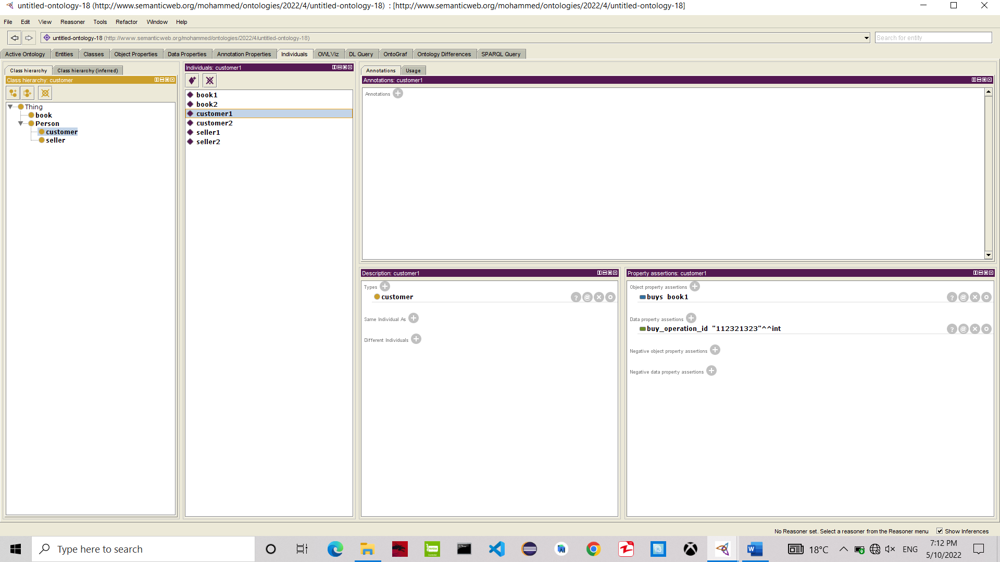 untitled-ontology-18 (http://www.semanticweb.org/mohammed/ontologies/2022/4/untitled-ontology-18) : [http://www.semanticweb.org/mohammed/ontologies/2022/4/untitled-ontology-18]
File Edit View Reasoner Tools Refactor Window Help
untitled-ontology-18 (http://www.semanticweb.org/mohammed/ontologies/2022/4/untitled-ontology-18)
Search for entity
Active Ontology Entities Classes Object Properties Data Properties Annotation Properties Individuals OWLViz DL Query OntoGraf Ontology Differences SPARQL Query
Class hierarchy Class hierarchy (inferred)
Class hierarchy: customer
Thing
book
Person
customer
seller
Individuals: customer1
book1
book2
customer1
customer2
seller1
seller2
Annotations Usage
Annotations: customer1
Annotations
Description: customer1
Types
customer
Same Individual As
Different Individuals
Property assertions: customer1
Object property assertions
buys book1
Data property assertions
buy_operation_id "112321323"^^int
Negative object property assertions
Negative data property assertions
No Reasoner set. Select a reasoner from the Reasoner menu
Show Inferences
Type here to search
18°C
ENG
7:12 PM
5/10/2022